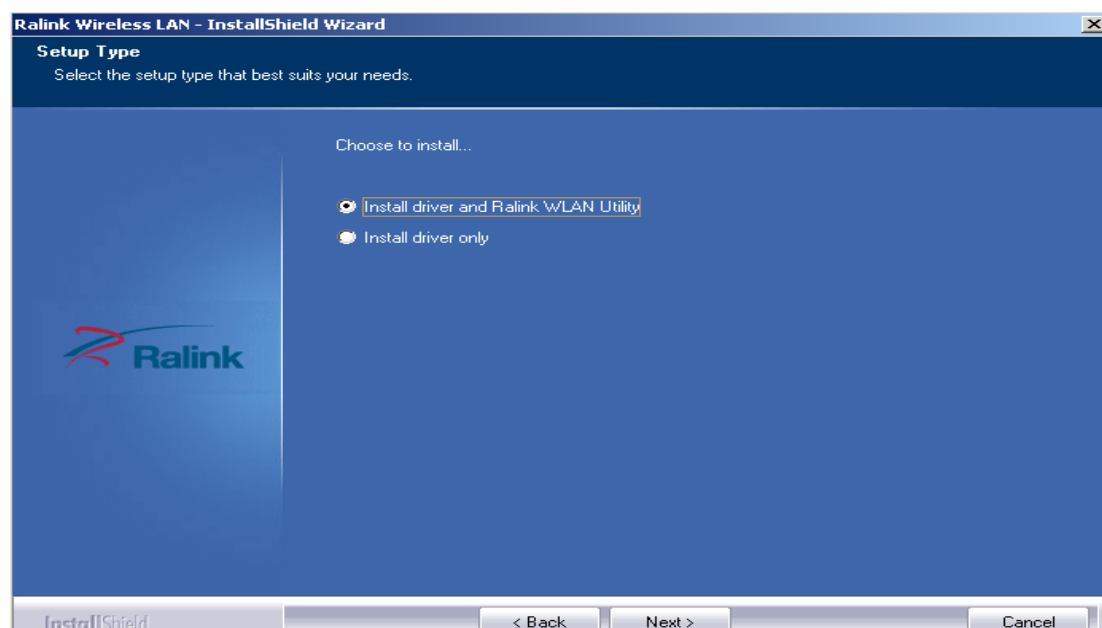 Ralink Wireless LAN - InstallShield Wizard
Setup Type
Select the setup type that best suits your needs.
Choose to install...
Install driver and Ralink WLAN Utility
Install driver only
Ralink
InstallShield
< Back
Next >
Cancel